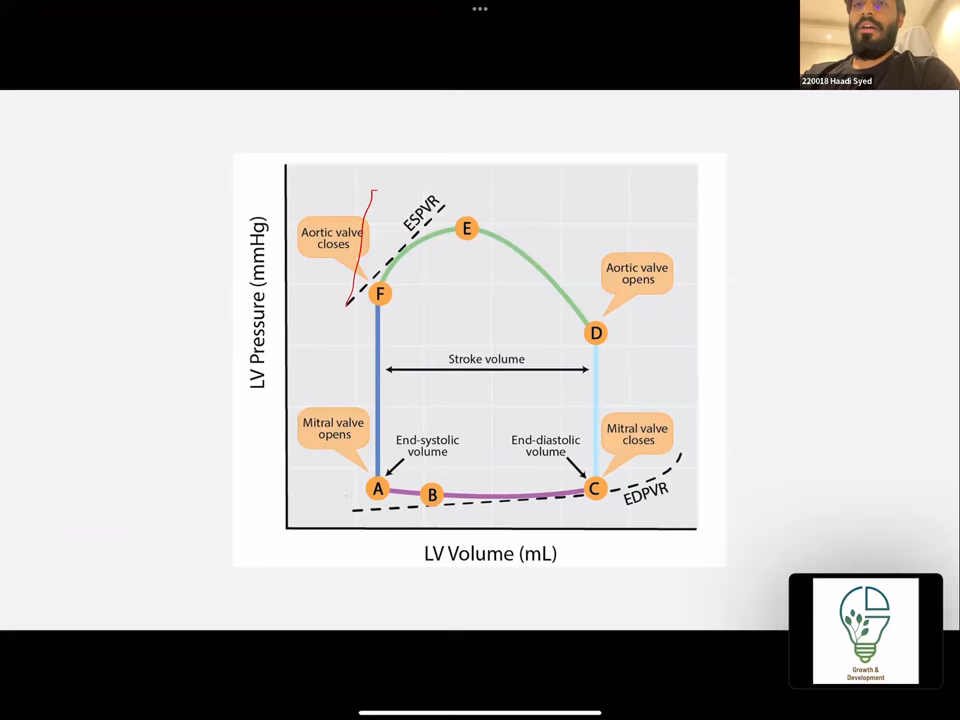 220018 Haadi Syed
ESPVR
E
Aortic valve
closes
Aortic valve
opens
F
D
LV Pressure (mmHg)
Stroke volume
Mitral valve
opens
End-systolic
volume
End-diastolic
volume
Mitral valve
closes
A
B
C
EDPVR
LV Volume (mL)
Growth &
Development